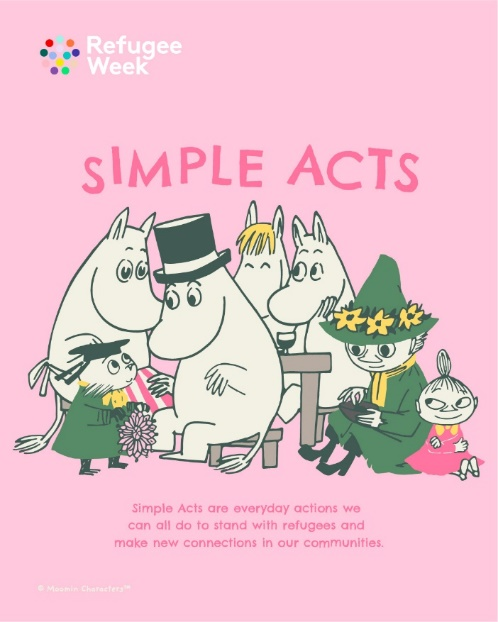 Refugee
Week
SIMPLE ACTS
Simple Acts are everyday actions we
can all do to stand with refugees and
make new connections in our communities.
© Moomin Characters™